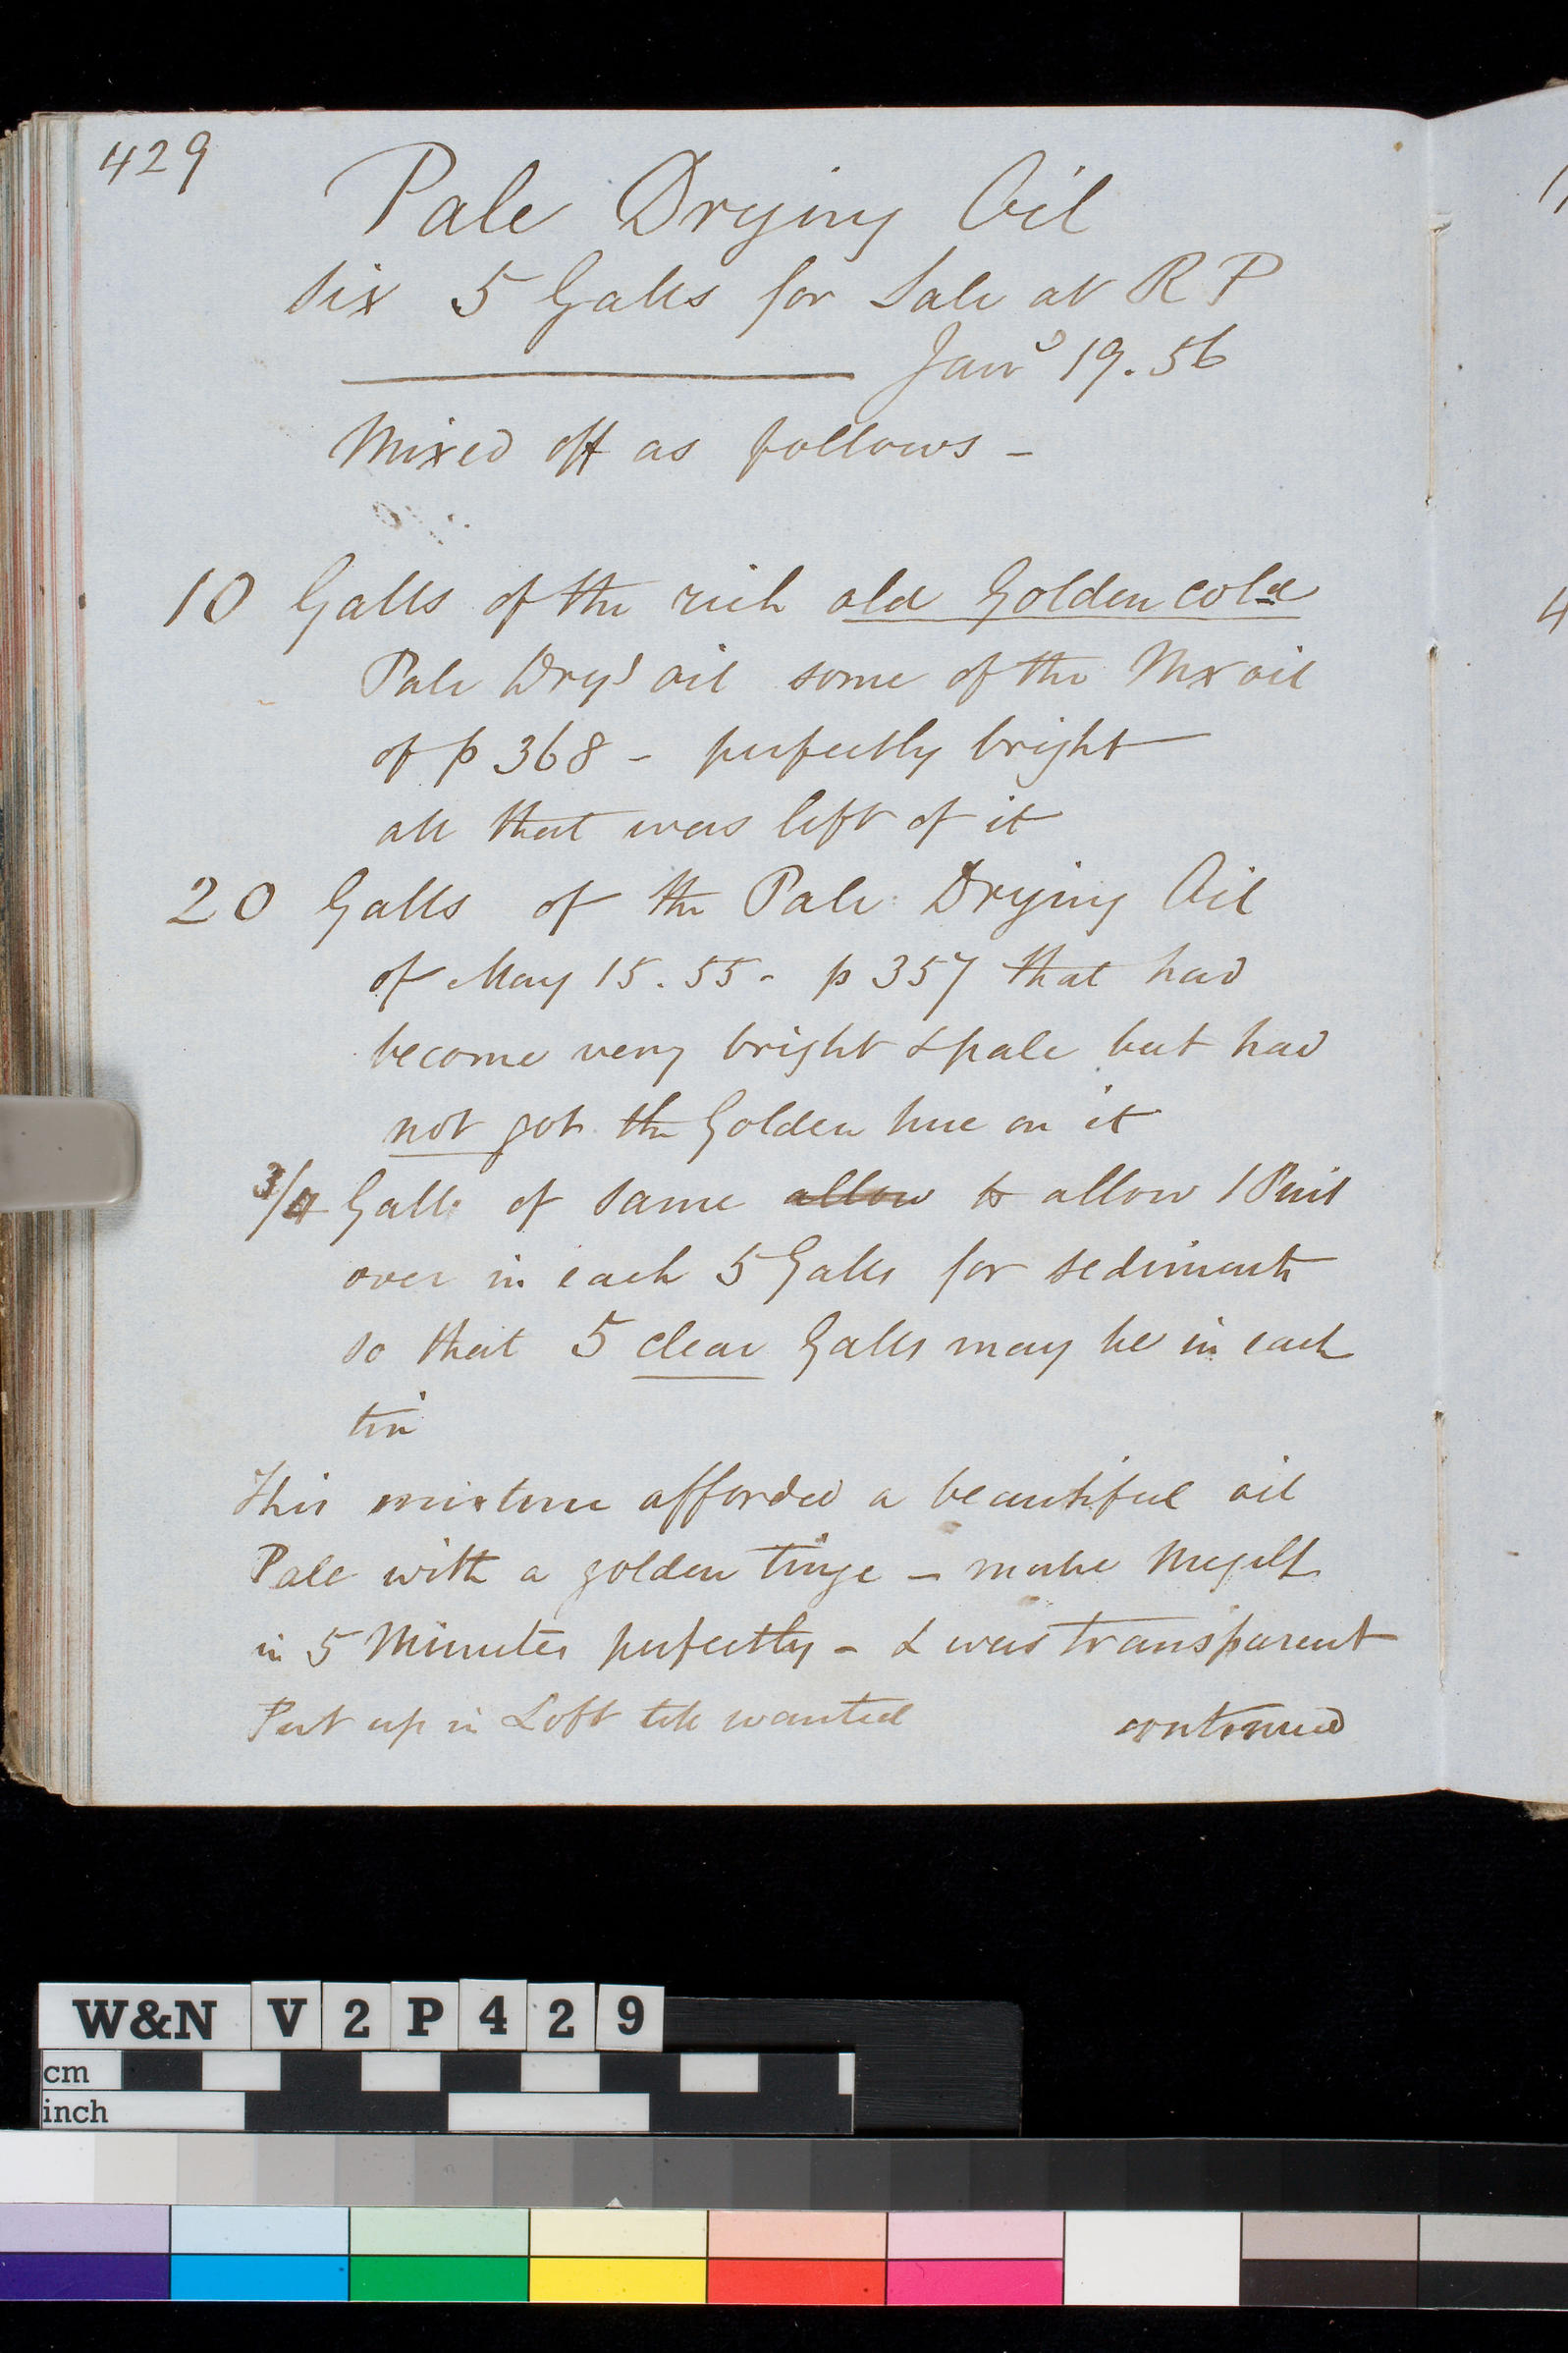 429
Pale Drying Oil
Six 5 Galls for Sale at R P
Jany 19. 56
Mixed off as follows -
10 Galls of the rich old Golden cold
Pale Dryg oil some of the Mx oil
of p 368 - perfectly bright
all that was left of it
20 Galls of the Pale Drying Oil
of May 15. 55 - p 357 that had
become very bright & pale but had
not got the Golden hue on it
3/4 Gall of same allow to allow 1 Pint
over in each 5 Galls for sediment
so that 5 clear Galls may be in each
tin
This mixture afforded a beautiful oil
Pale with a golden tinge - make Megilt
in 5 Minutes perfectly - & was transparent
Put up in Loft till wanted continued
W&N V 2 P 4 2 9
cm
inch